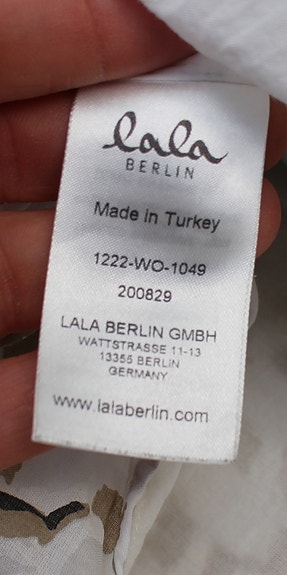 lala
BERLIN
Made in Turkey
1222-WO-1049
200829
LALA BERLIN GMBH
WATTSTRASSE 11-13
13355 BERLIN
GERMANY
www.lalaberlin.com